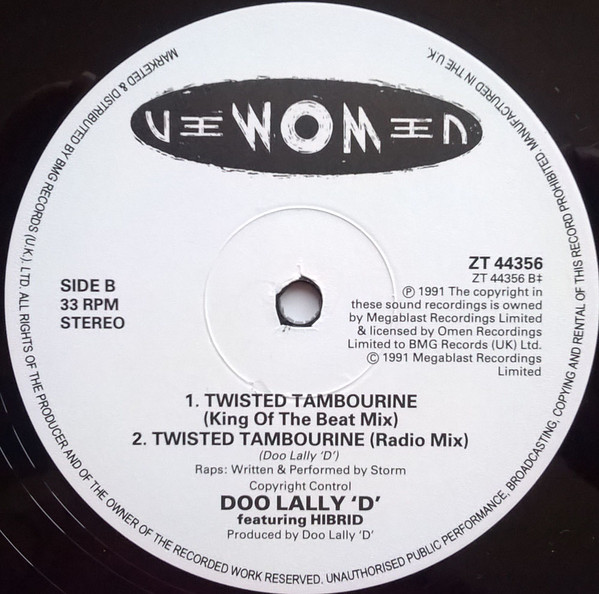 MARKETED & DISTRIBUTED BY BMG RECORDS (U.K.). LTD. ALL RIGHTS OF THE PRODUCER AND OF THE OWNER OF THE RECORDED WORK RESERVED. UNAUTHORISED PUBLIC PERFORMANCE, BROADCASTING, COPYING AND RENTAL OF THIS RECORD PROHIBITED. MANUFACTURED IN THE U.K.
SIDE B
33 RPM
STEREO
ZT 44356
ZT 44356 B‡
Ⓟ 1991 The copyright in
these sound recordings is owned
by Megablast Recordings Limited
& licensed by Omen Recordings
Limited to BMG Records (UK) Ltd.
© 1991 Megablast Recordings
Limited
1. TWISTED TAMBOURINE
(King Of The Beat Mix)
2. TWISTED TAMBOURINE (Radio Mix)
(Doo Lally 'D')
Raps: Written & Performed by Storm
Copyright Control
DOO LALLY 'D'
featuring HIBRID
Produced by Doo Lally 'D'